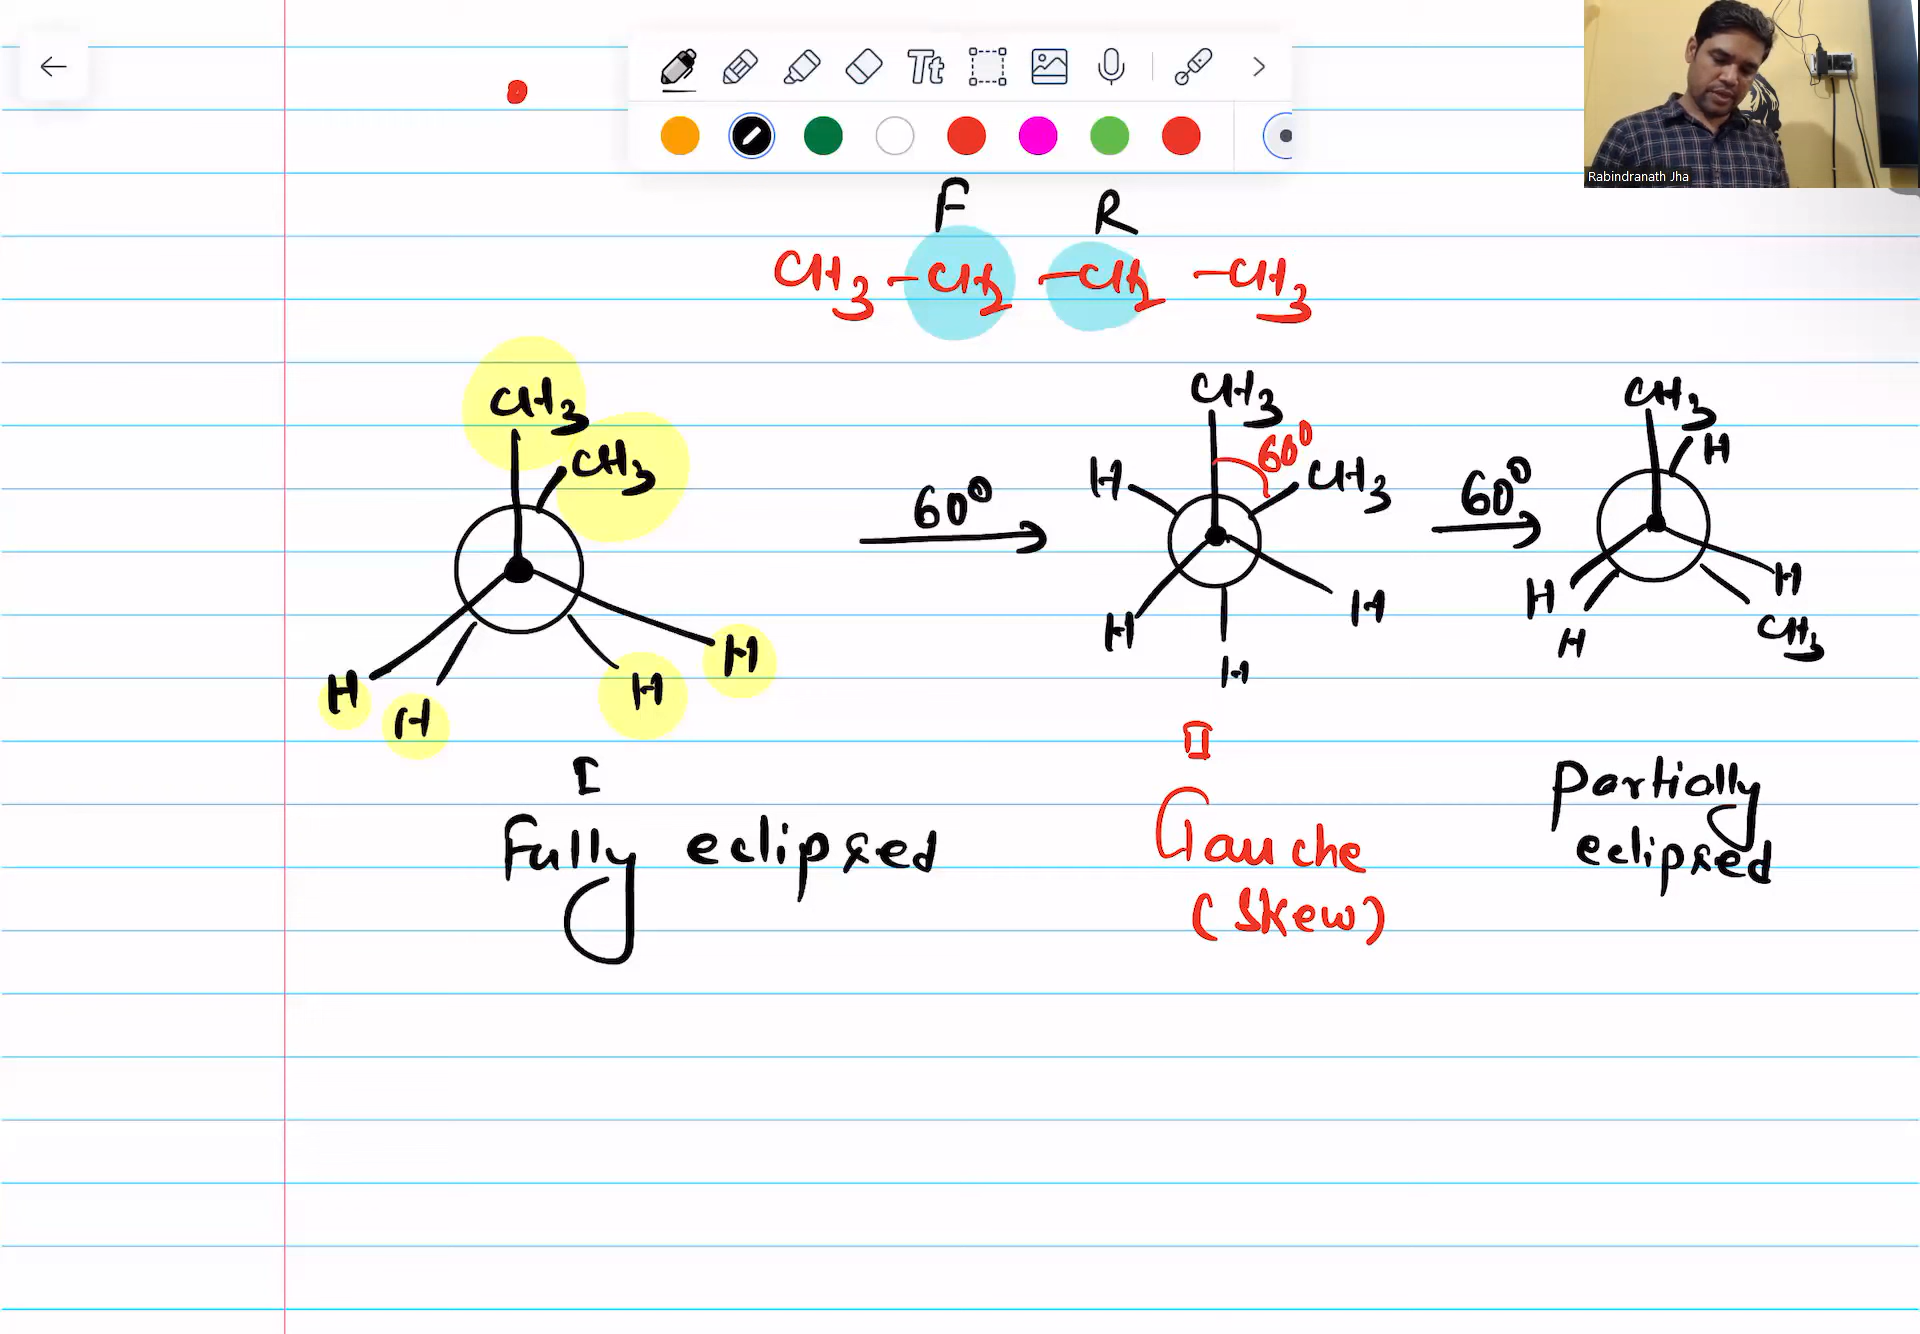 Tt
Rabindranath Jha
F R
CH3 - CH2 - CH2 - CH3
CH3
CH3
H
H
H
H
I
Fully eclipsed
60°
CH3
60°
H
CH3
H
H
H
II
Gauche
(Skew)
60°
CH3
H
H
H
H
CH3
Partially
eclipsed